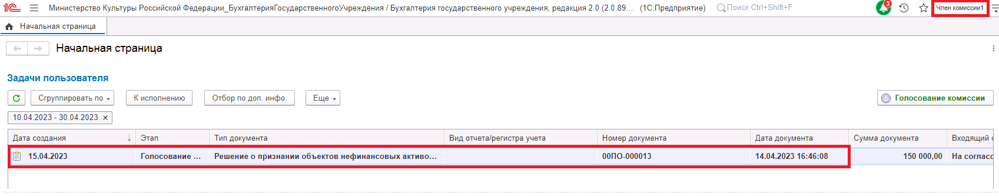 1С Министерство Культуры Российской Федерации_БухгалтерияГосударственногоУчреждения / Бухгалтерия государственного учреждения, редакция 2.0 (2.0.89... (1С:Предприятие) Поиск Ctrl+Shift+F 3 Член комиссии1
Начальная страница
Начальная страница
Задачи пользователя
Сгруппировать по К исполнению Отбор по доп. инфо. Еще Голосование комиссии
10.04.2023 - 30.04.2023 ×
Дата создания ↓ Этап Тип документа Вид отчета/регистра учета Номер документа Дата документа Сумма документа Входящий с
15.04.2023 Голосование ... Решение о признании объектов нефинансовых активо... 00ПО-000013 14.04.2023 16:46:08 150 000,00 На согласс